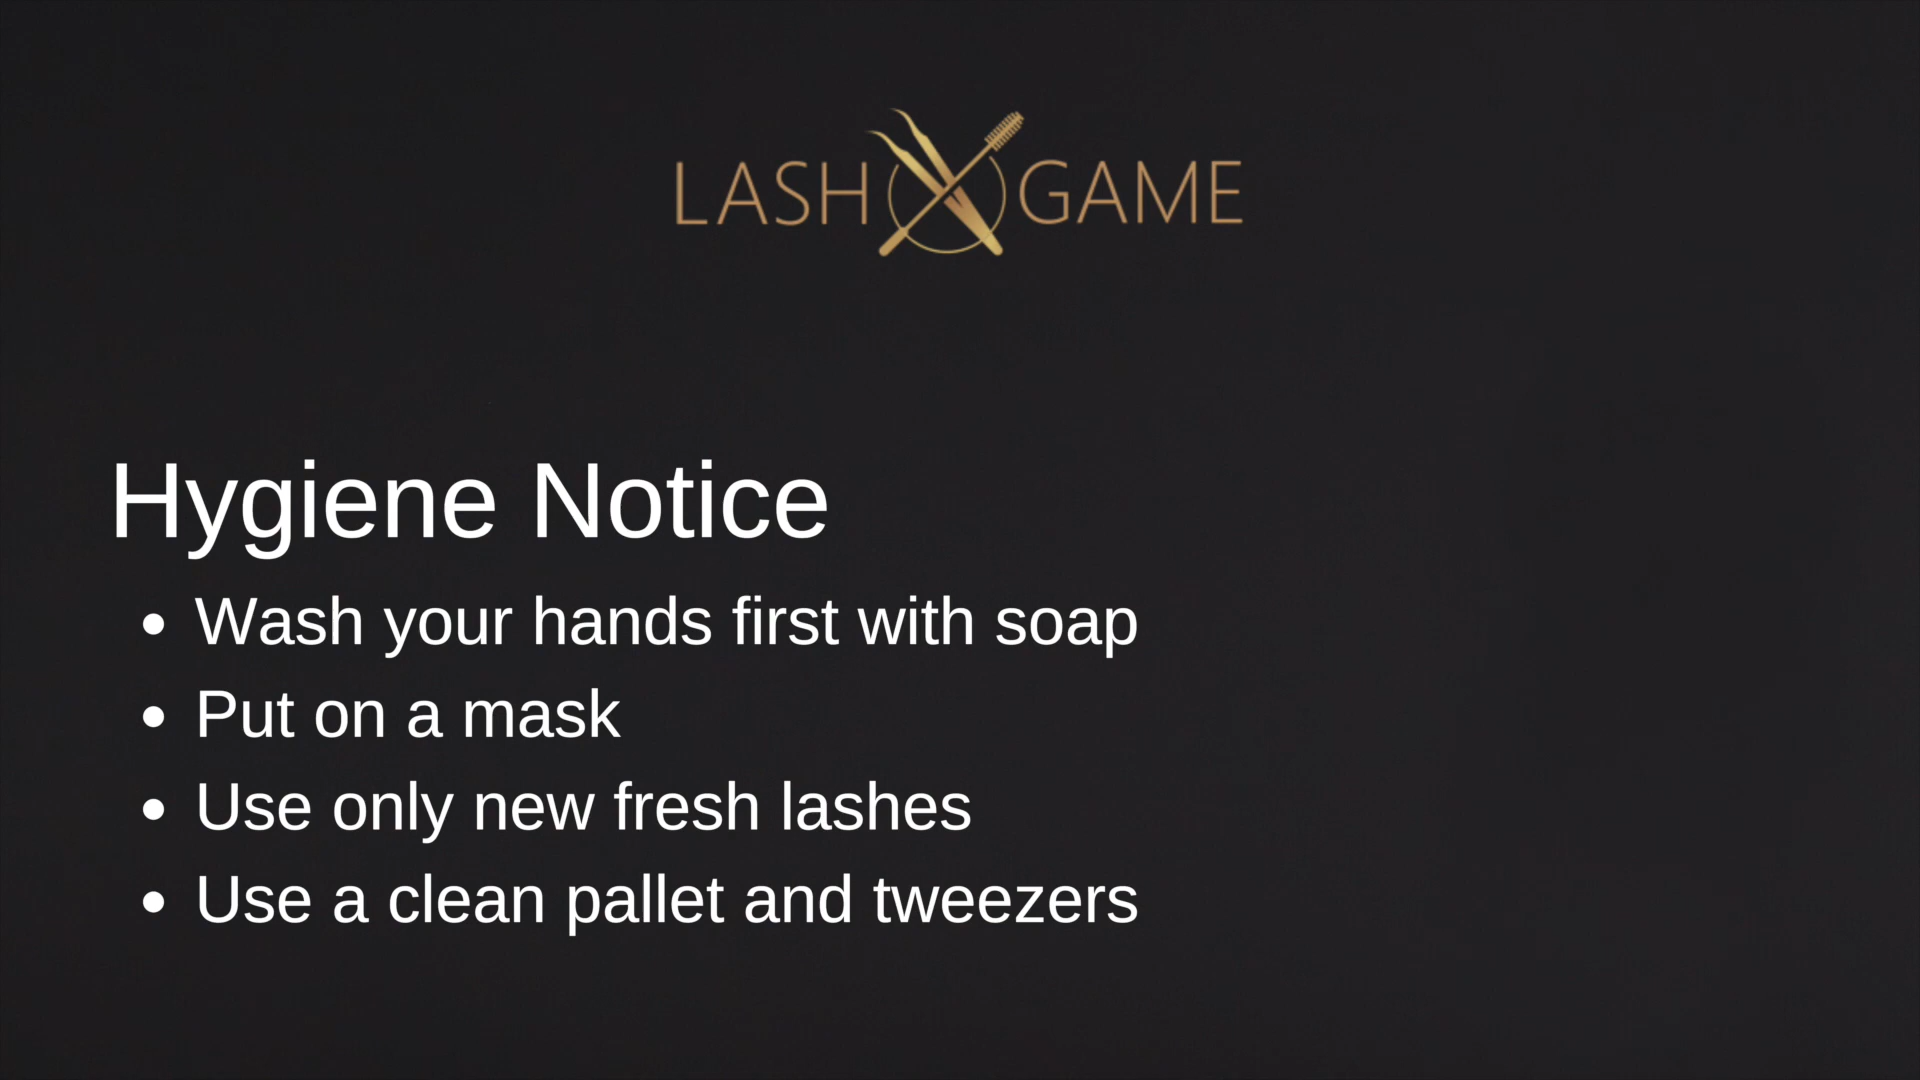 LASH GAME
Hygiene Notice
• Wash your hands first with soap
• Put on a mask
• Use only new fresh lashes
• Use a clean pallet and tweezers